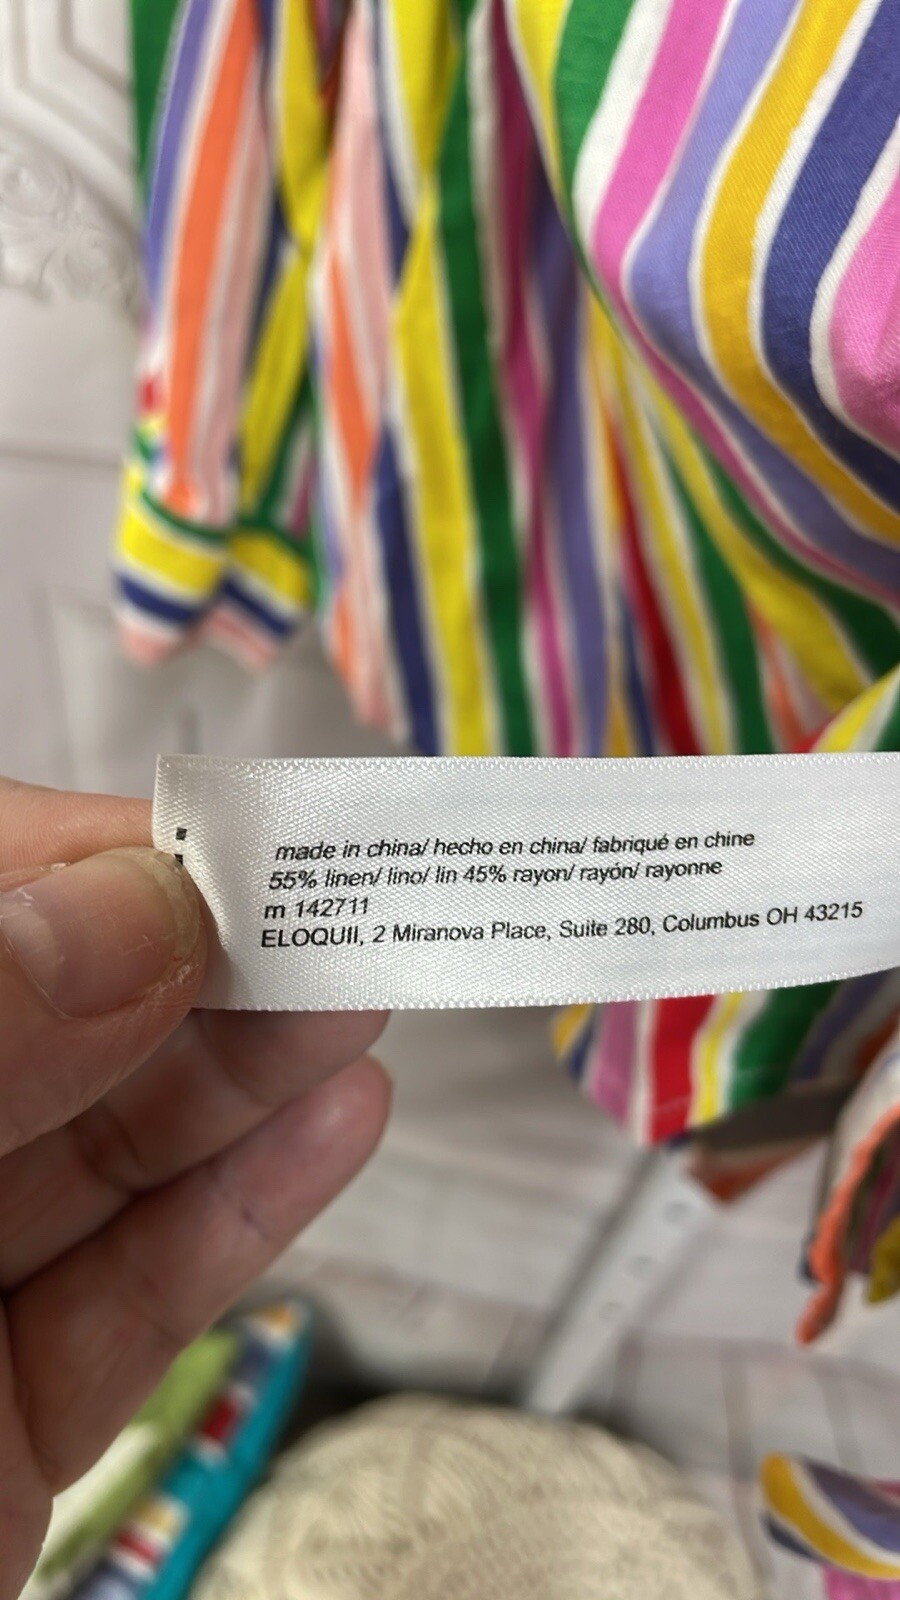 made in china/ hecho en china/ fabriqué en chine
55% linen/ lino/ lin 45% rayon/ rayón/ rayonne
m 142711
ELOQUII, 2 Miranova Place, Suite 280, Columbus OH 43215